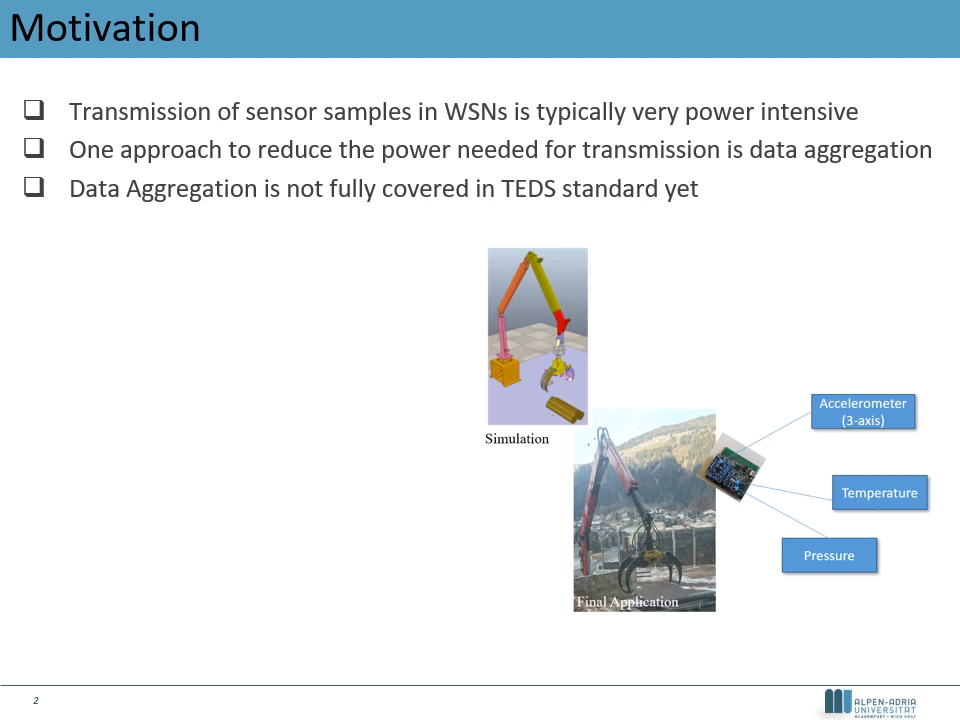 Motivation
Transmission of sensor samples in WSNs is typically very power intensive
One approach to reduce the power needed for transmission is data aggregation
Data Aggregation is not fully covered in TEDS standard yet
Simulation
Accelerometer
(3-axis)
Temperature
Pressure
Final Application
2
ALPEN-ADRIA
UNIVERSITÄT
KLAGENFURT I WIEN GRAZ